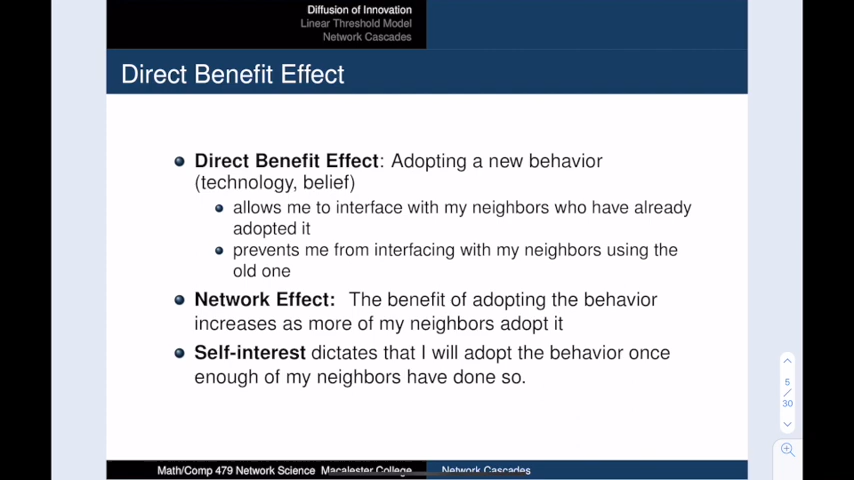 Diffusion of Innovation
Linear Threshold Model
Network Cascades
Direct Benefit Effect
Direct Benefit Effect: Adopting a new behavior
(technology, belief)
allows me to interface with my neighbors who have already
adopted it
prevents me from interfacing with my neighbors using the
old one
Network Effect: The benefit of adopting the behavior
increases as more of my neighbors adopt it
Self-interest dictates that I will adopt the behavior once
enough of my neighbors have done so.
5
/
30
Math/Comp 479 Network Science Macalester College
Network Cascades